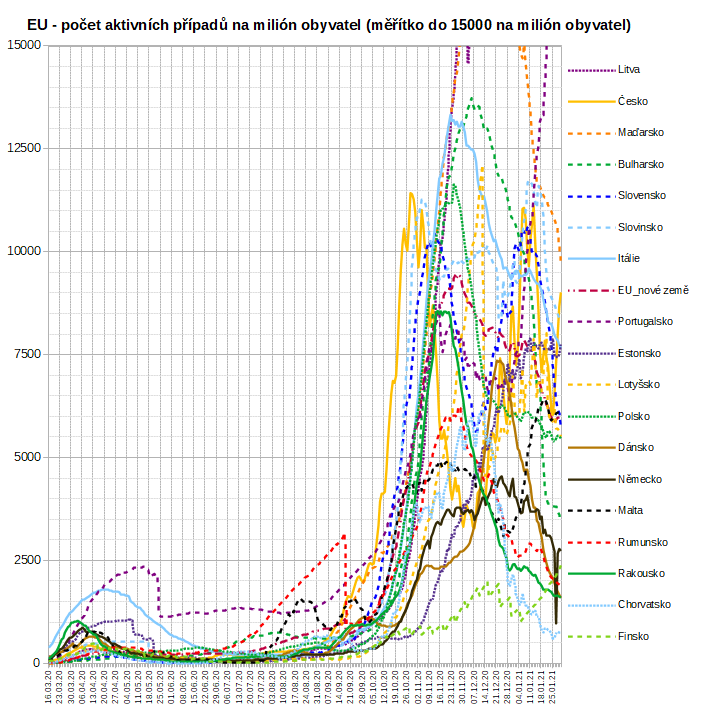 EU - počet aktivních případů na milión obyvatel (měřítko do 15000 na milión obyvatel)
15000
12500
10000
7500
5000
2500
0
Litva
Česko
Maďarsko
Bulharsko
Slovensko
Slovinsko
Itálie
EU_nové země
Portugalsko
Estonsko
Lotyšsko
Polsko
Dánsko
Německo
Malta
Rumunsko
Rakousko
Chorvatsko
Finsko
16.03.20
23.03.20
30.03.20
06.04.20
13.04.20
20.04.20
27.04.20
04.05.20
11.05.20
18.05.20
25.05.20
01.06.20
08.06.20
15.06.20
22.06.20
29.06.20
06.07.20
13.07.20
20.07.20
27.07.20
03.08.20
10.08.20
17.08.20
24.08.20
31.08.20
07.09.20
14.09.20
21.09.20
28.09.20
05.10.20
12.10.20
19.10.20
26.10.20
02.11.20
09.11.20
16.11.20
23.11.20
30.11.20
07.12.20
14.12.20
21.12.20
28.12.20
04.01.21
11.01.21
18.01.21
25.01.21